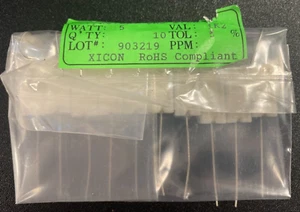 WATT: 5 VAL:
Q'TY: 10 TOL: %
LOT#: 903219 PPM:
XICON RoHS Compliant